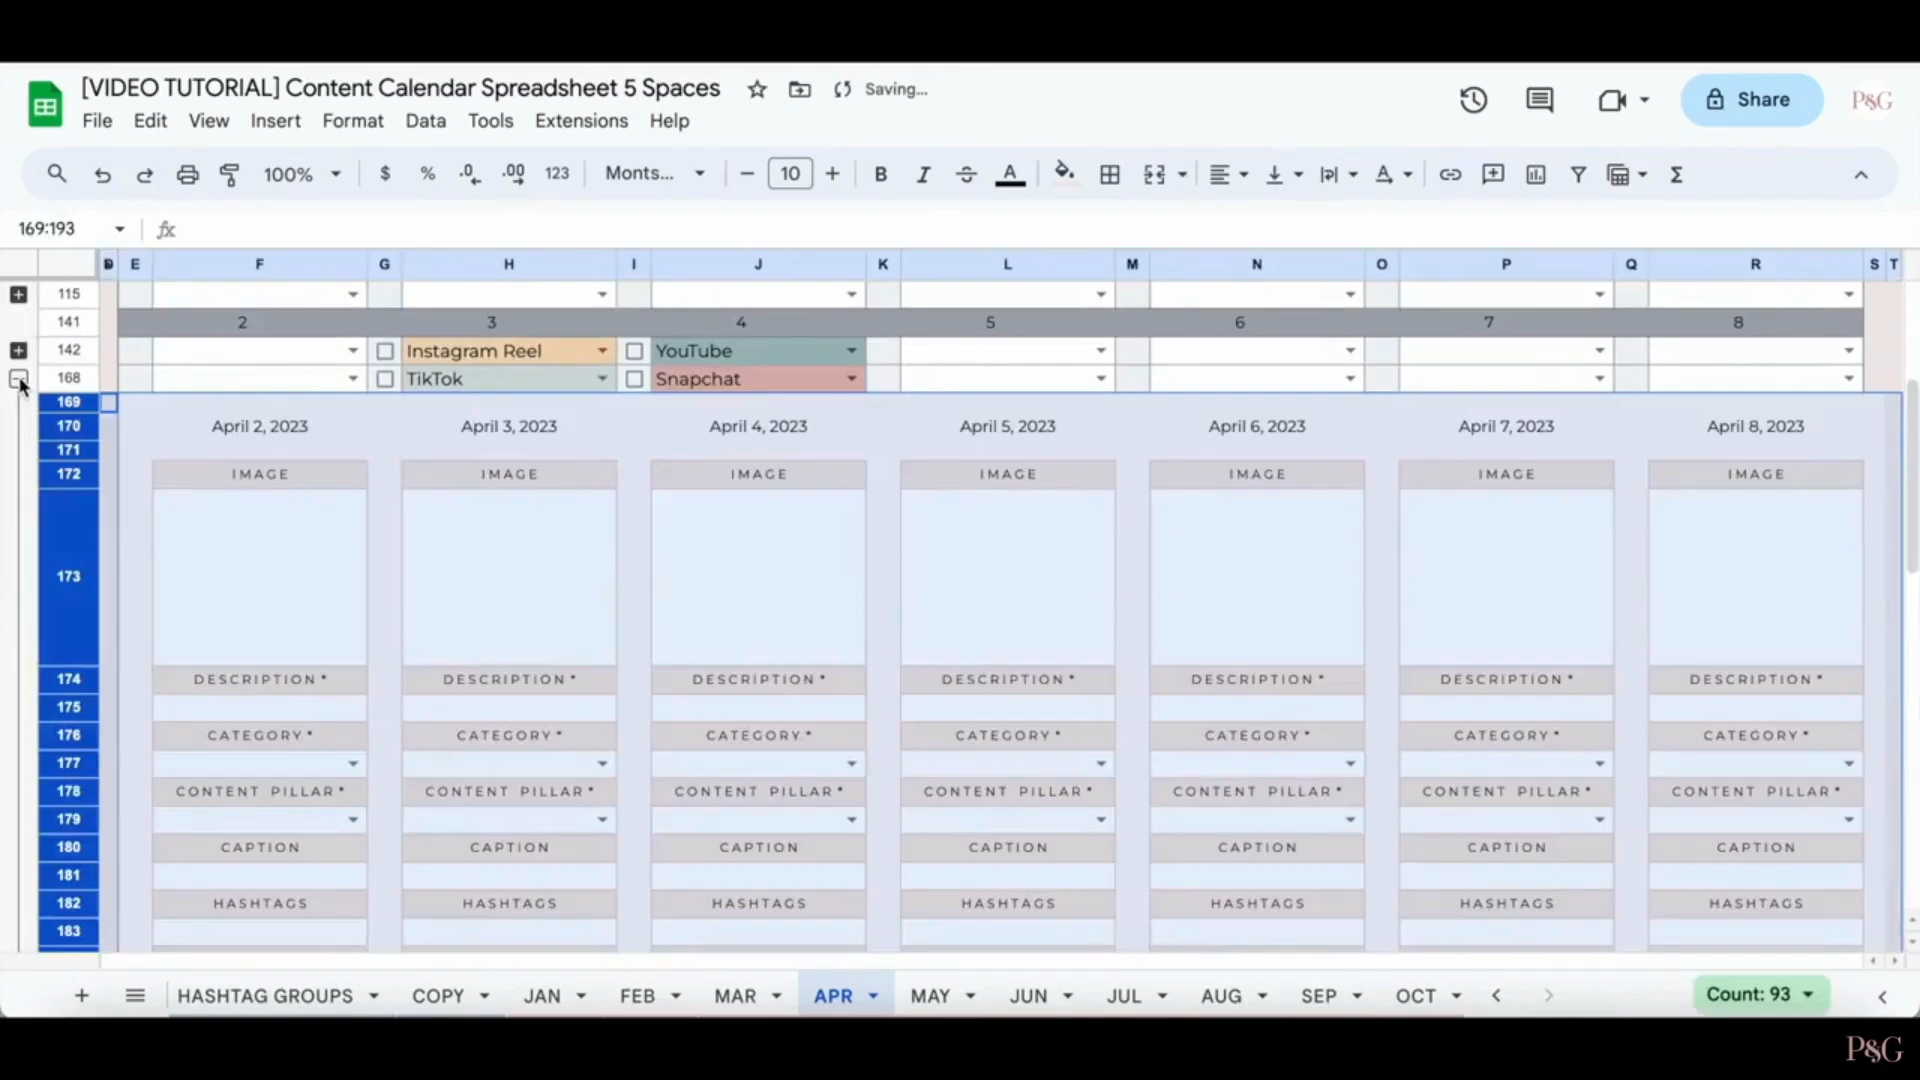 [VIDEO TUTORIAL] Content Calendar Spreadsheet 5 Spaces Saving...
File Edit View Insert Format Data Tools Extensions Help
Share
P&G
100% $ % .0 .00 123 Monts... 10 B I A
169:193 fx
D E F G H I J K L M N O P Q R S T
115
141 2 3 4 5 6 7 8
142 Instagram Reel YouTube
168 TikTok Snapchat
169
170 April 2, 2023 April 3, 2023 April 4, 2023 April 5, 2023 April 6, 2023 April 7, 2023 April 8, 2023
171
172 IMAGE IMAGE IMAGE IMAGE IMAGE IMAGE IMAGE
173
174 DESCRIPTION* DESCRIPTION* DESCRIPTION* DESCRIPTION* DESCRIPTION* DESCRIPTION* DESCRIPTION*
175
176 CATEGORY* CATEGORY* CATEGORY* CATEGORY* CATEGORY* CATEGORY* CATEGORY*
177
178 CONTENT PILLAR* CONTENT PILLAR* CONTENT PILLAR* CONTENT PILLAR* CONTENT PILLAR* CONTENT PILLAR* CONTENT PILLAR*
179
180 CAPTION CAPTION CAPTION CAPTION CAPTION CAPTION CAPTION
181
182 HASHTAGS HASHTAGS HASHTAGS HASHTAGS HASHTAGS HASHTAGS HASHTAGS
183
HASHTAG GROUPS COPY JAN FEB MAR APR MAY JUN JUL AUG SEP OCT Count: 93
P&G